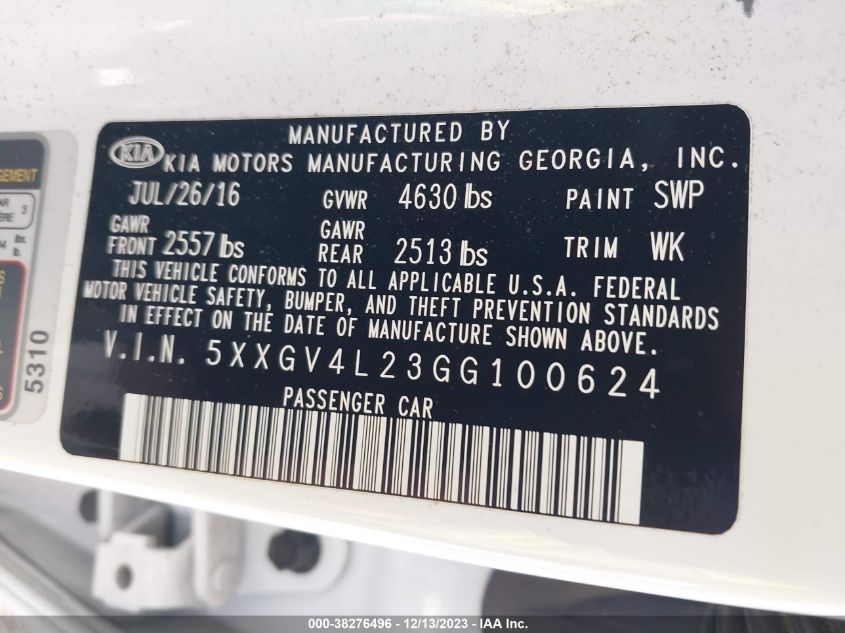 MANUFACTURED BY
KIA KIA MOTORS MANUFACTURING GEORGIA, INC.
JUL/26/16 GVWR 4630 lbs PAINT SWP
GAWR FRONT 2557 lbs GAWR REAR 2513 lbs TRIM WK
THIS VEHICLE CONFORMS TO ALL APPLICABLE U.S.A. FEDERAL
MOTOR VEHICLE SAFETY, BUMPER, AND THEFT PREVENTION STANDARDS
IN EFFECT ON THE DATE OF MANUFACTURE SHOWN ABOVE.
V.I.N. 5XXGV4L23GG100624
PASSENGER CAR
5310
000-38276496 - 12/13/2023 - IAA Inc.